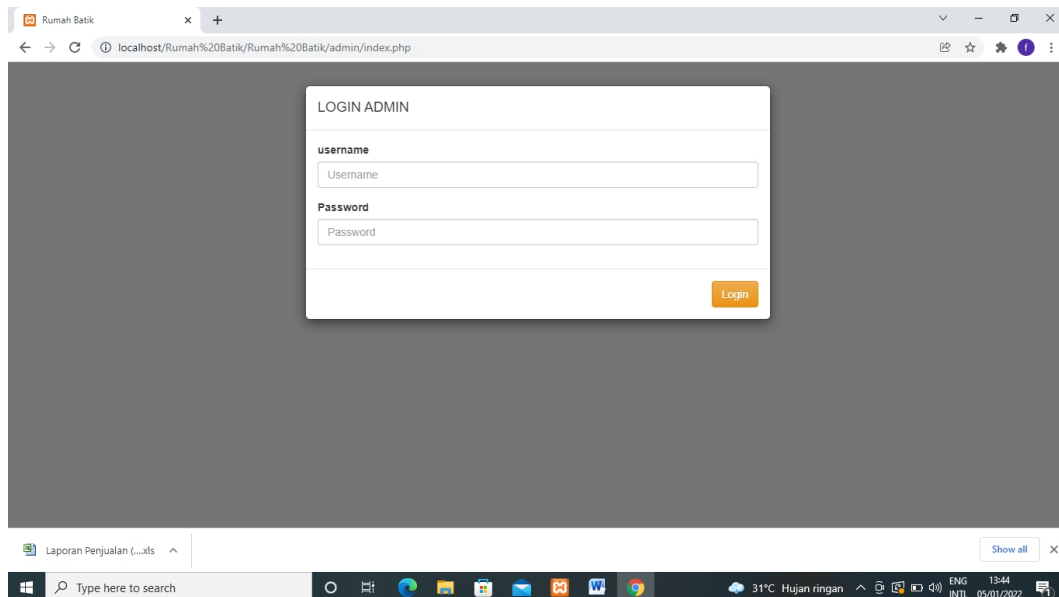 Rumah Batik
localhost/Rumah%20Batik/Rumah%20Batik/admin/index.php
f
LOGIN ADMIN
username
Username
Password
Password
Login
Laporan Penjualan (....xls
Show all
Type here to search
31°C Hujan ringan
ENG
INTL
13:44
05/01/2022